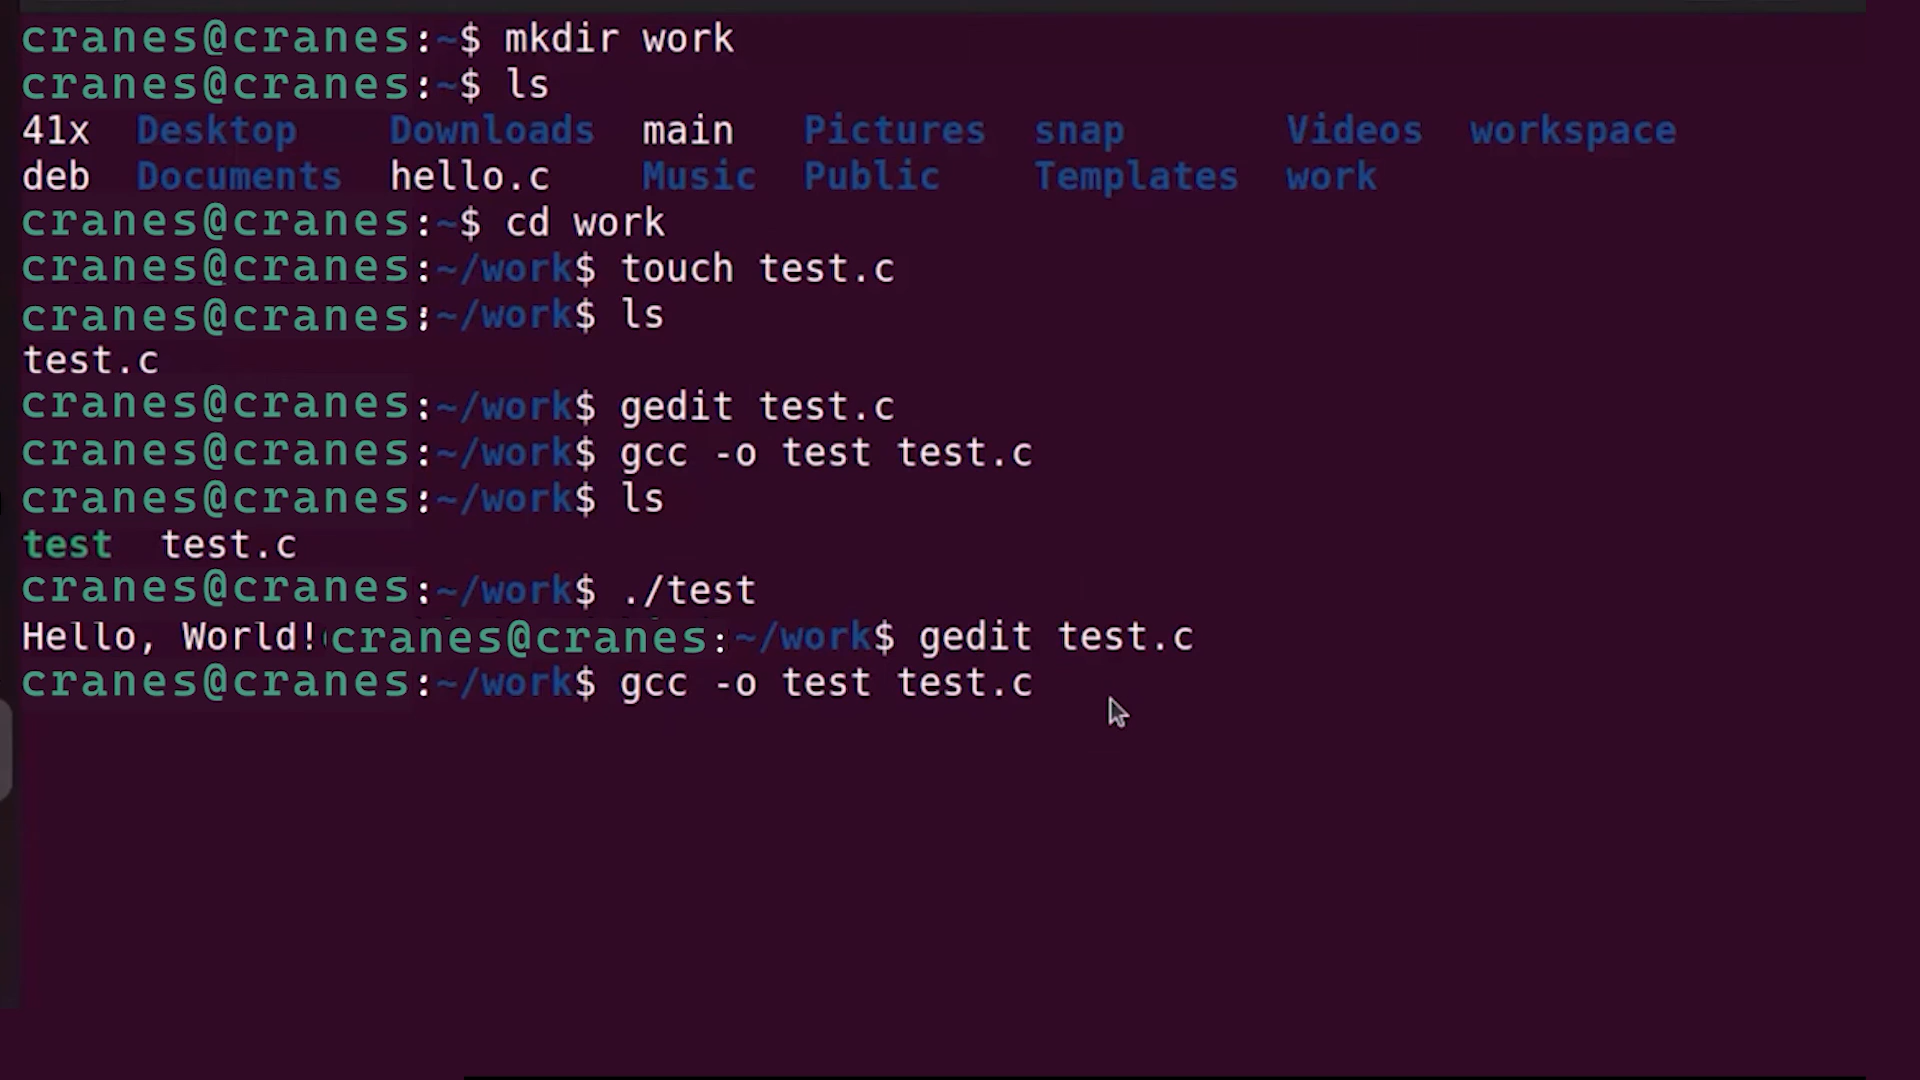 cranes@cranes:~$ mkdir work
cranes@cranes:~$ ls
41x  Desktop    Downloads  main   Pictures  snap       Videos  workspace
deb  Documents  hello.c    Music  Public    Templates  work
cranes@cranes:~$ cd work
cranes@cranes:~/work$ touch test.c
cranes@cranes:~/work$ ls
test.c
cranes@cranes:~/work$ gedit test.c
cranes@cranes:~/work$ gcc -o test test.c
cranes@cranes:~/work$ ls
test  test.c
cranes@cranes:~/work$ ./test
Hello, World!cranes@cranes:~/work$ gedit test.c
cranes@cranes:~/work$ gcc -o test test.c